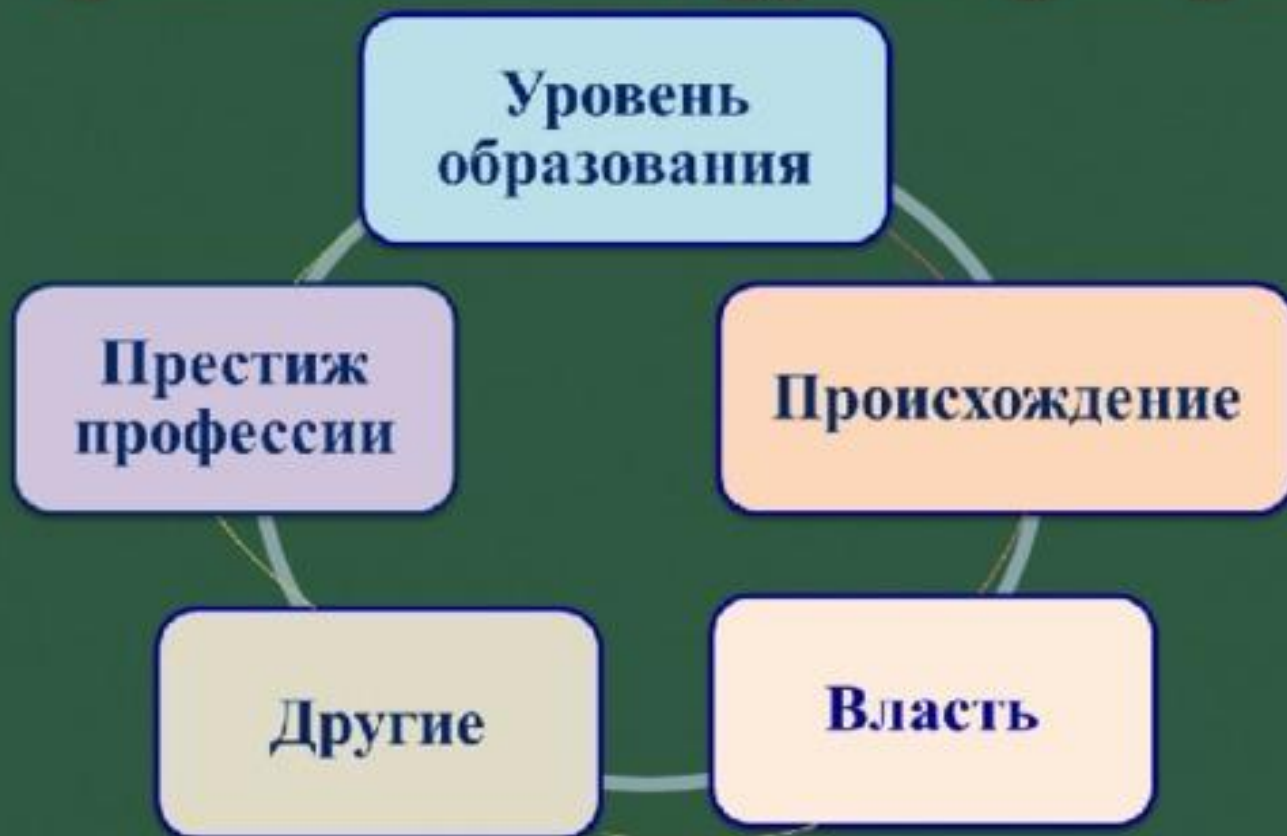 Уровень
образования
Престиж
профессии
Происхождение
Другие
Власть